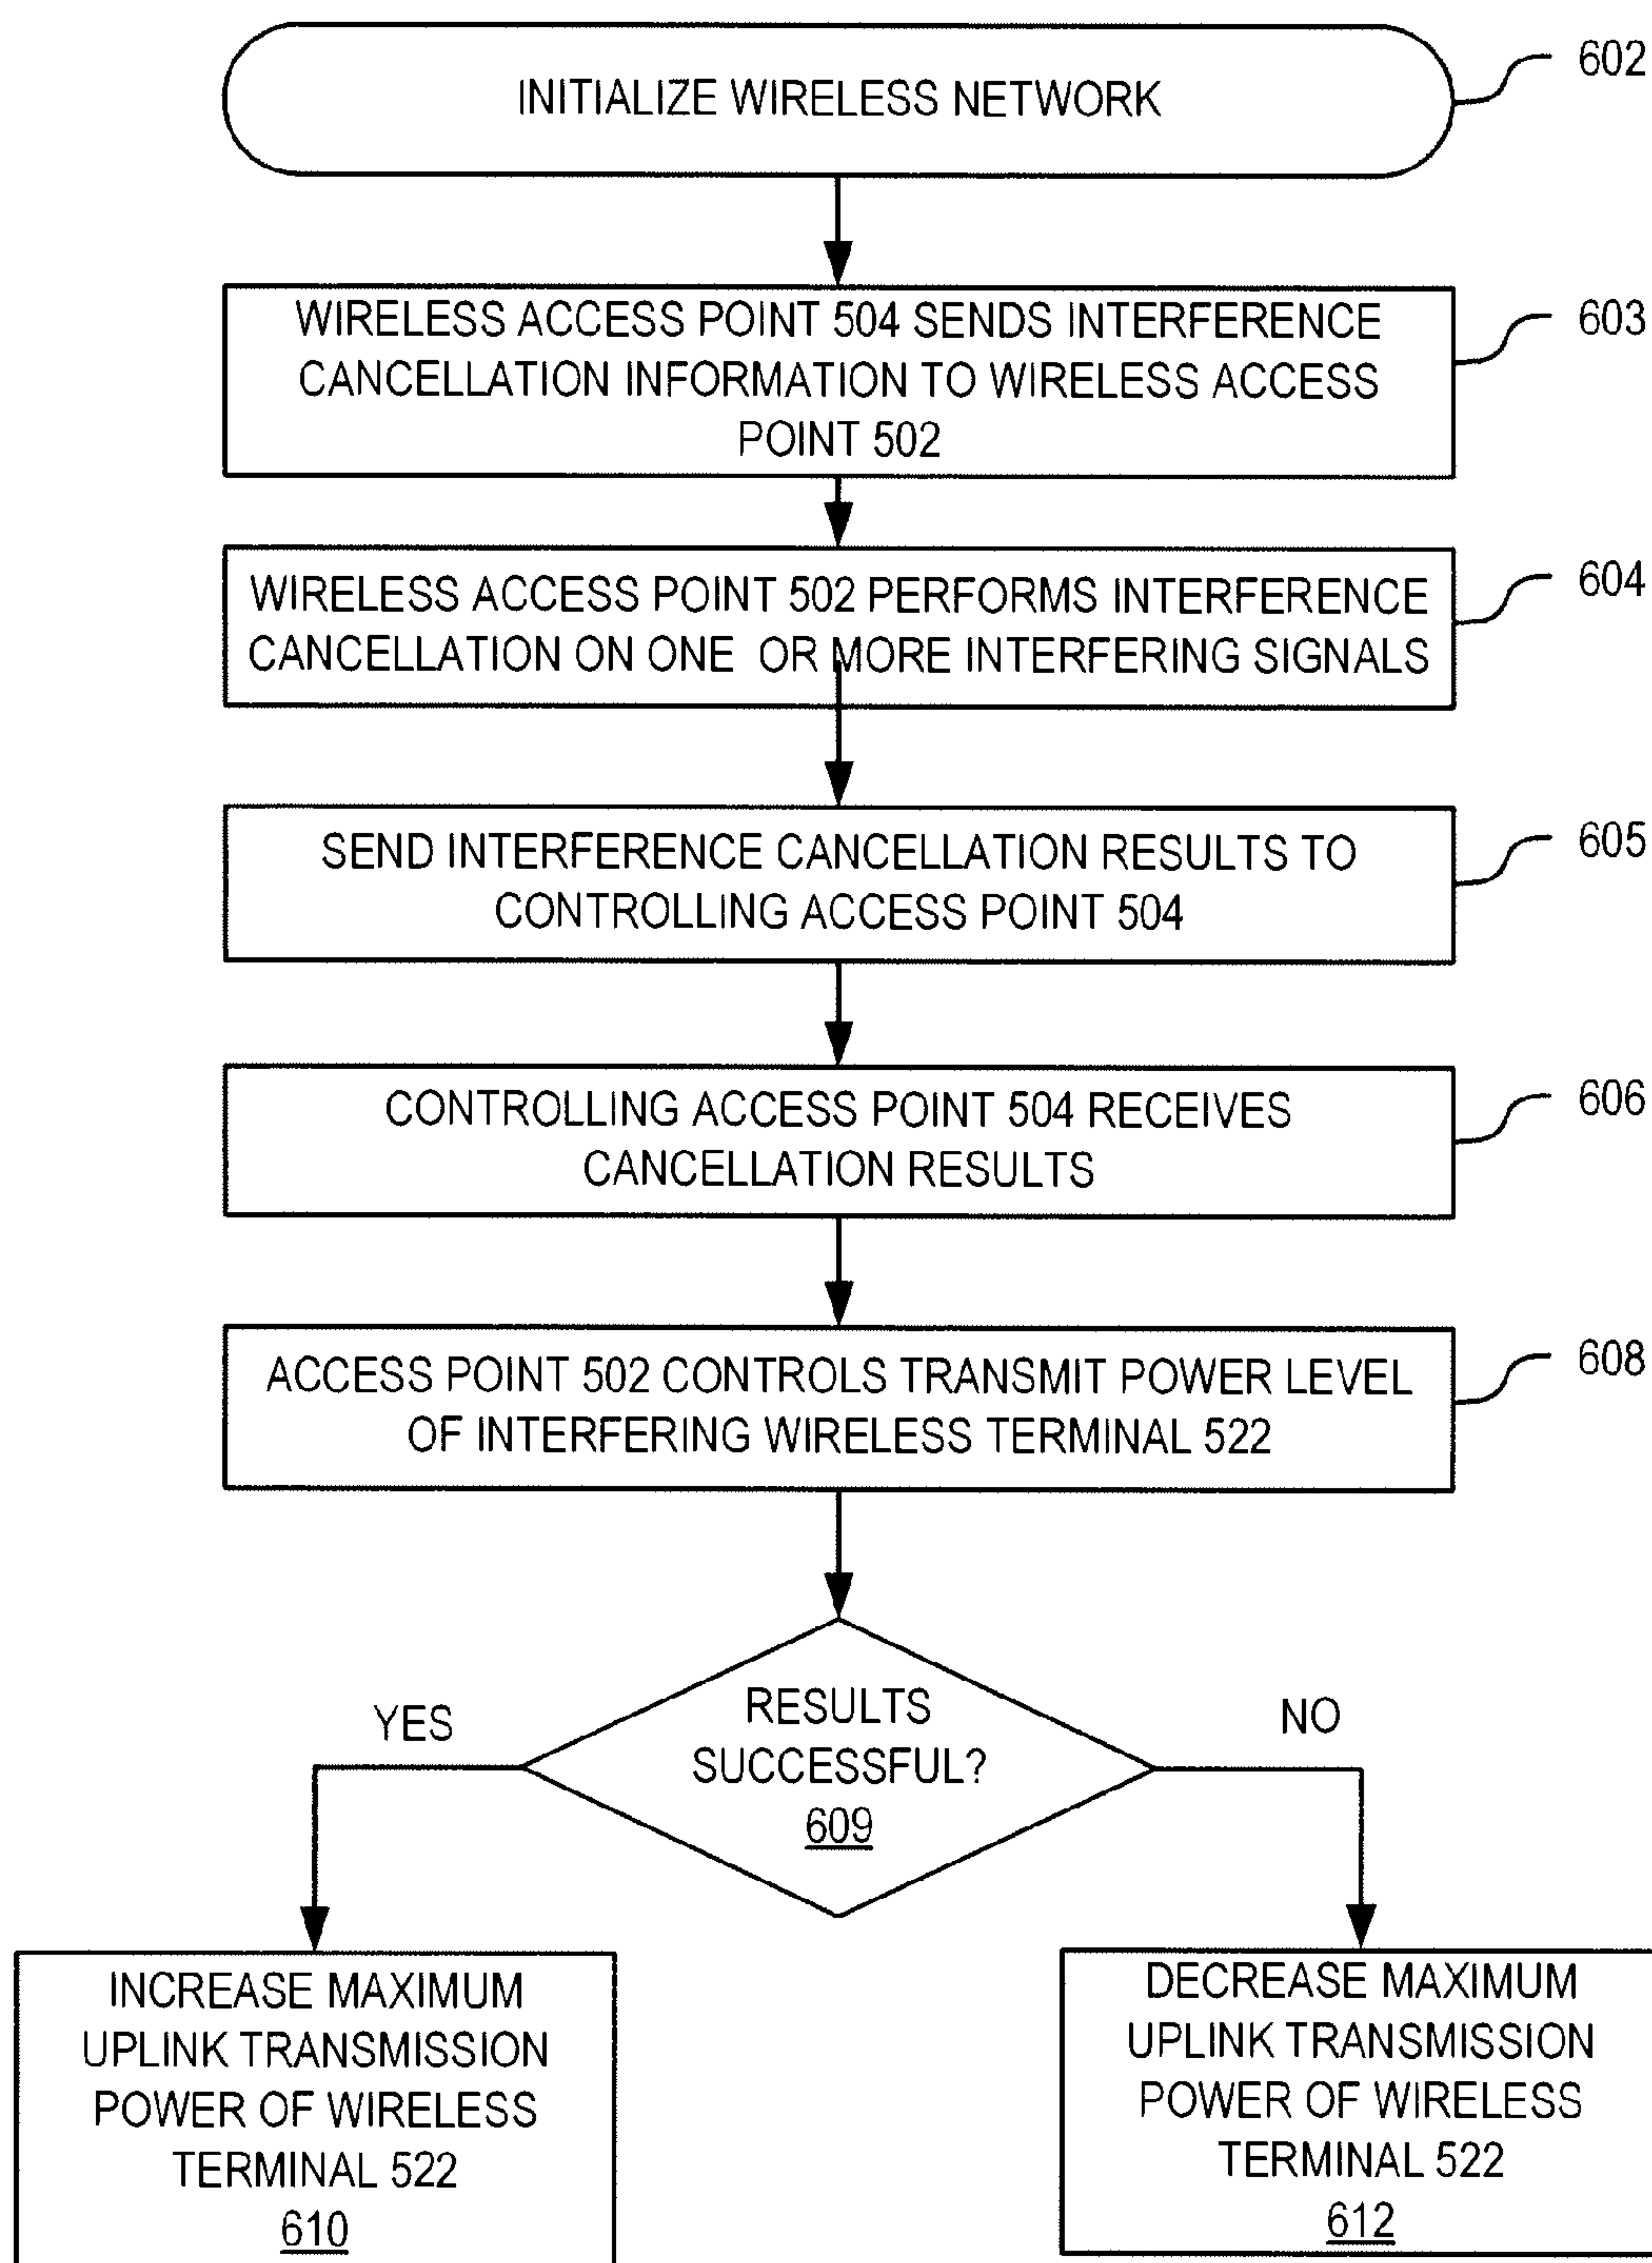 INITIALIZE WIRELESS NETWORK
602
WIRELESS ACCESS POINT 504 SENDS INTERFERENCE
CANCELLATION INFORMATION TO WIRELESS ACCESS
POINT 502
603
WIRELESS ACCESS POINT 502 PERFORMS INTERFERENCE
CANCELLATION ON ONE OR MORE INTERFERING SIGNALS
604
SEND INTERFERENCE CANCELLATION RESULTS TO
CONTROLLING ACCESS POINT 504
605
CONTROLLING ACCESS POINT 504 RECEIVES
CANCELLATION RESULTS
606
ACCESS POINT 502 CONTROLS TRANSMIT POWER LEVEL
OF INTERFERING WIRELESS TERMINAL 522
608
RESULTS
SUCCESSFUL?
609
YES
NO
INCREASE MAXIMUM
UPLINK TRANSMISSION
POWER OF WIRELESS
TERMINAL 522
610
DECREASE MAXIMUM
UPLINK TRANSMISSION
POWER OF WIRELESS
TERMINAL 522
612